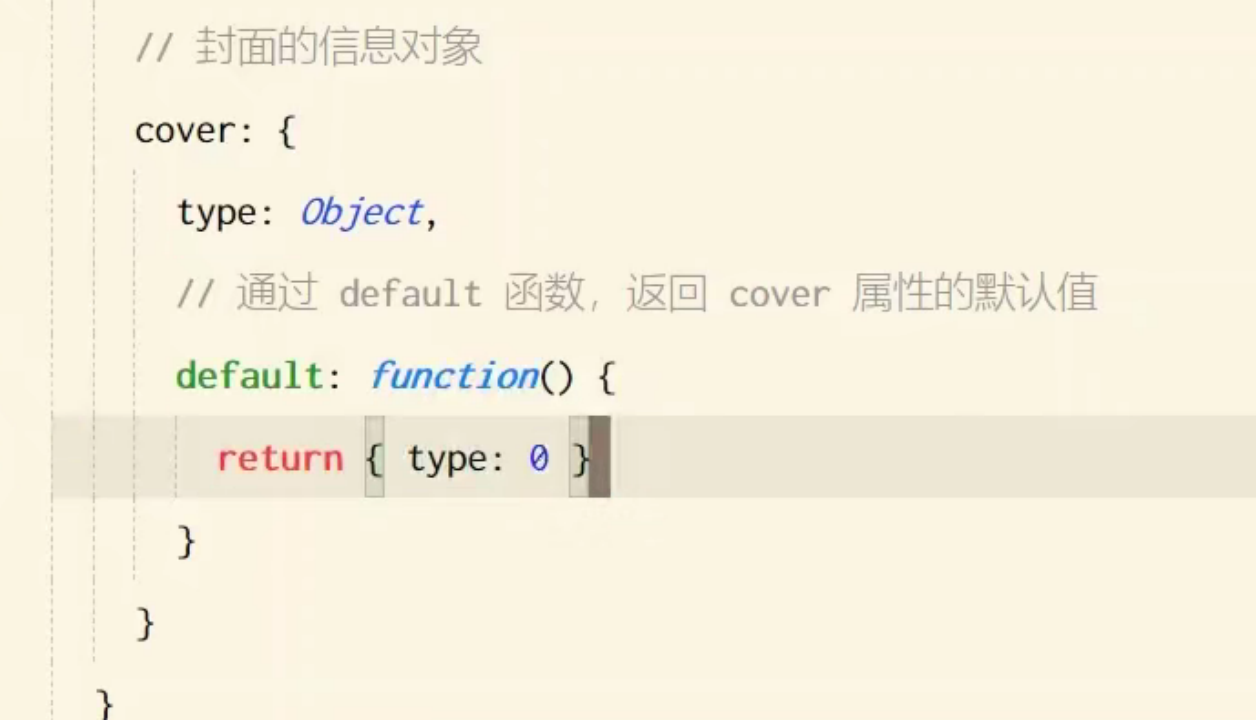 // 封面的信息对象
cover: {
type: Object,
// 通过 default 函数，返回 cover 属性的默认值
default: function() {
return { type: 0 }
}
}
}